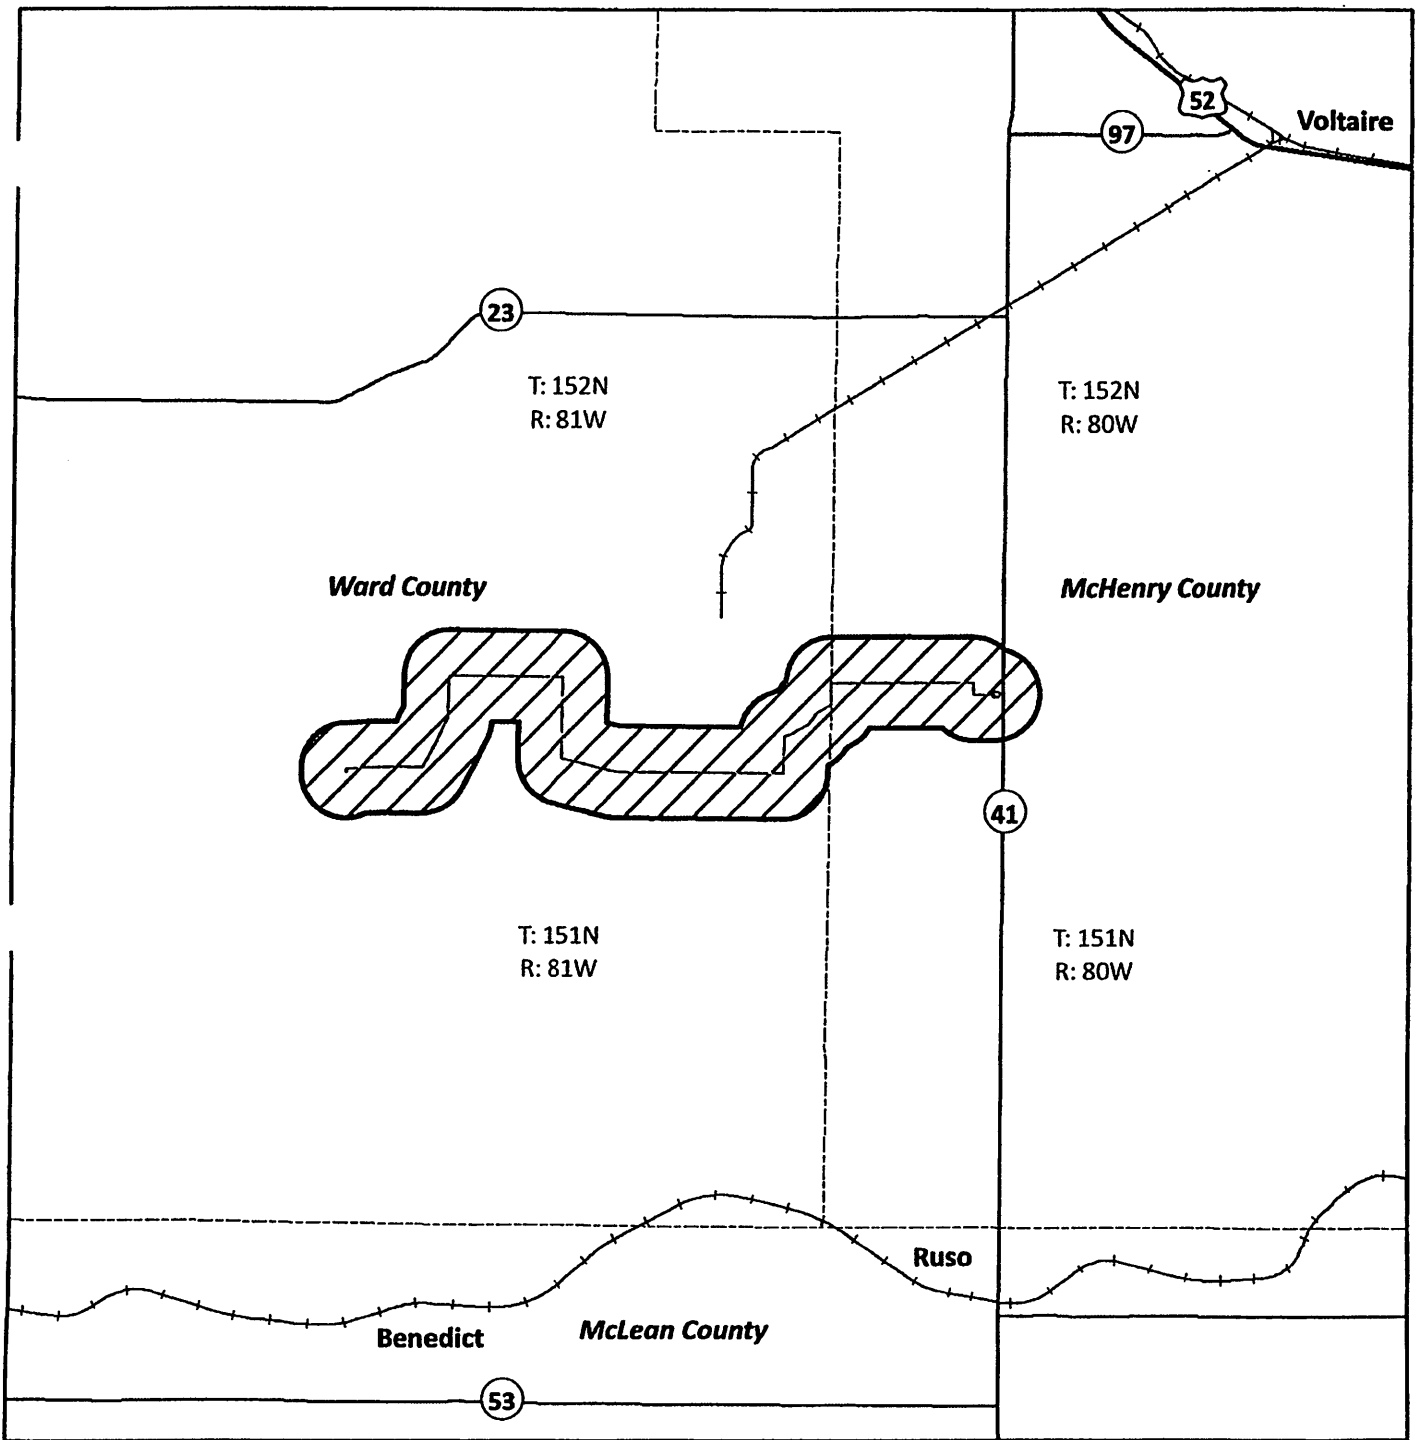 52
Voltaire
97
23
T: 152N
R: 81W
T: 152N
R: 80W
Ward County
McHenry County
41
T: 151N
R: 81W
T: 151N
R: 80W
Ruso
Benedict
McLean County
53